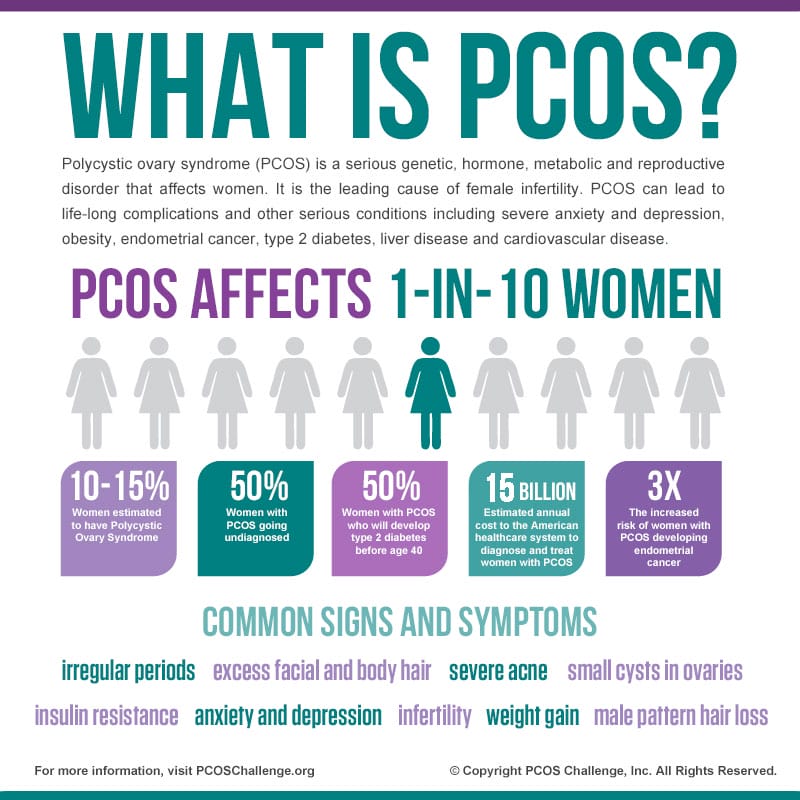 WHAT IS PCOS?
Polycystic ovary syndrome (PCOS) is a serious genetic, hormone, metabolic and reproductive
disorder that affects women. It is the leading cause of female infertility. PCOS can lead to
life-long complications and other serious conditions including severe anxiety and depression,
obesity, endometrial cancer, type 2 diabetes, liver disease and cardiovascular disease.
PCOS AFFECTS 1-IN-10 WOMEN
10-15%
Women estimated
to have Polycystic
Ovary Syndrome
50%
Women with
PCOS going
undiagnosed
50%
Women with PCOS
who will develop
type 2 diabetes
before age 40
15 BILLION
Estimated annual
cost to the American
healthcare system to
diagnose and treat
women with PCOS
3X
The increased
risk of women with
PCOS developing
endometrial
cancer
COMMON SIGNS AND SYMPTOMS
irregular periods excess facial and body hair severe acne small cysts in ovaries
insulin resistance anxiety and depression infertility weight gain male pattern hair loss
For more information, visit PCOSChallenge.org © Copyright PCOS Challenge, Inc. All Rights Reserved.